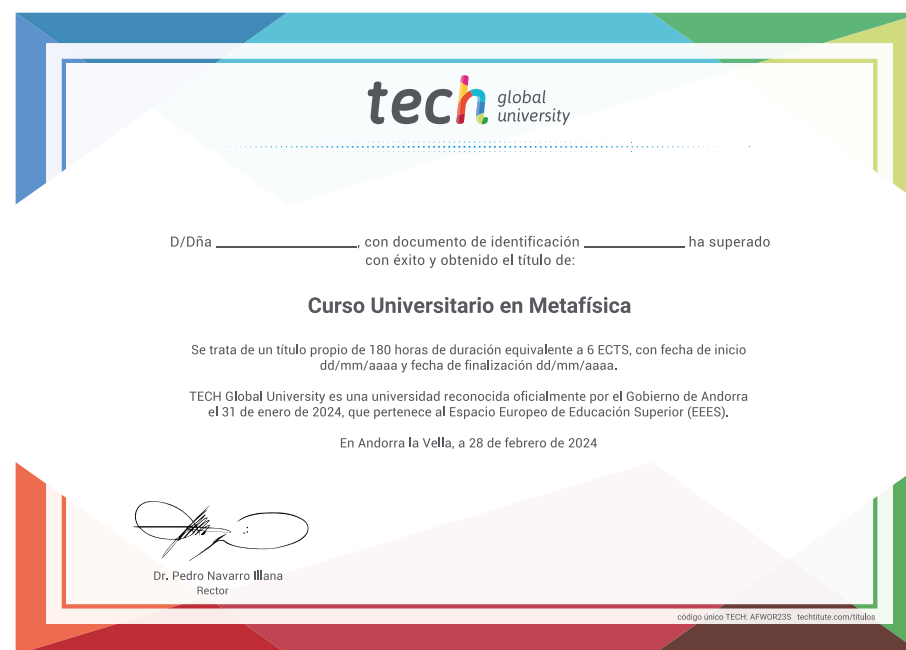 tech global university
D/Dña , con documento de identificación ha superado
con éxito y obtenido el título de:
Curso Universitario en Metafísica
Se trata de un título propio de 180 horas de duración equivalente a 6 ECTS, con fecha de inicio
dd/mm/aaaa y fecha de finalización dd/mm/aaaa.
TECH Global University es una universidad reconocida oficialmente por el Gobierno de Andorra
el 31 de enero de 2024, que pertenece al Espacio Europeo de Educación Superior (EEES).
En Andorra la Vella, a 28 de febrero de 2024
Dr. Pedro Navarro Illana
Rector
código único TECH: AFWOR23S techtitute.com/titulos